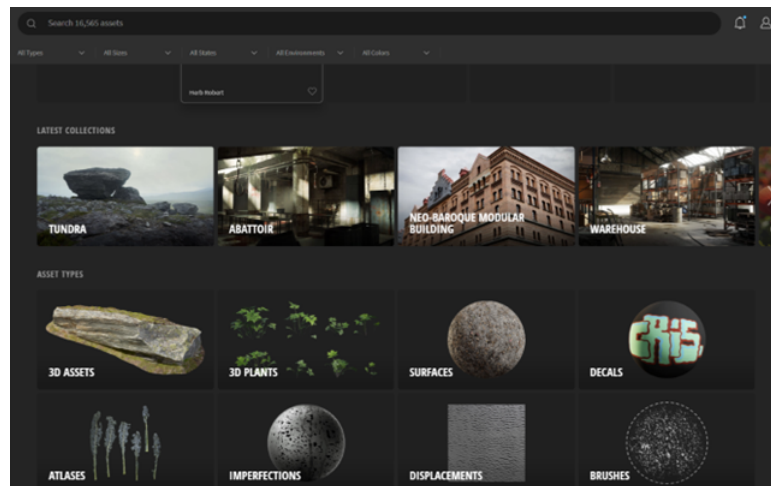 Search 16,565 assets
All Types
All Sizes
All States
All Environments
All Colors
Herb Robert
LATEST COLLECTIONS
TUNDRA
ABATTOIR
NEO-BAROQUE MODULAR
BUILDING
WAREHOUSE
ASSET TYPES
3D ASSETS
3D PLANTS
SURFACES
DECALS
ATLASES
IMPERFECTIONS
DISPLACEMENTS
BRUSHES